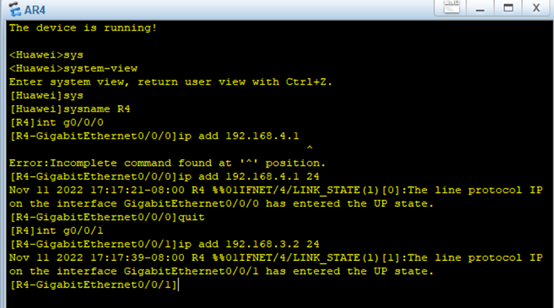 AR4
The device is running!
<Huawei>sys
<Huawei>system-view
Enter system view, return user view with Ctrl+Z.
[Huawei]sys
[Huawei]sysname R4
[R4]int g0/0/0
[R4-GigabitEthernet0/0/0]ip add 192.168.4.1
^
Error:Incomplete command found at '^' position.
[R4-GigabitEthernet0/0/0]ip add 192.168.4.1 24
Nov 11 2022 17:17:21-08:00 R4 %%01IFNET/4/LINK_STATE(l)[0]:The line protocol IP
on the interface GigabitEthernet0/0/0 has entered the UP state.
[R4-GigabitEthernet0/0/0]quit
[R4]int g0/0/1
[R4-GigabitEthernet0/0/1]ip add 192.168.3.2 24
Nov 11 2022 17:17:39-08:00 R4 %%01IFNET/4/LINK_STATE(l)[1]:The line protocol IP
on the interface GigabitEthernet0/0/1 has entered the UP state.
[R4-GigabitEthernet0/0/1]